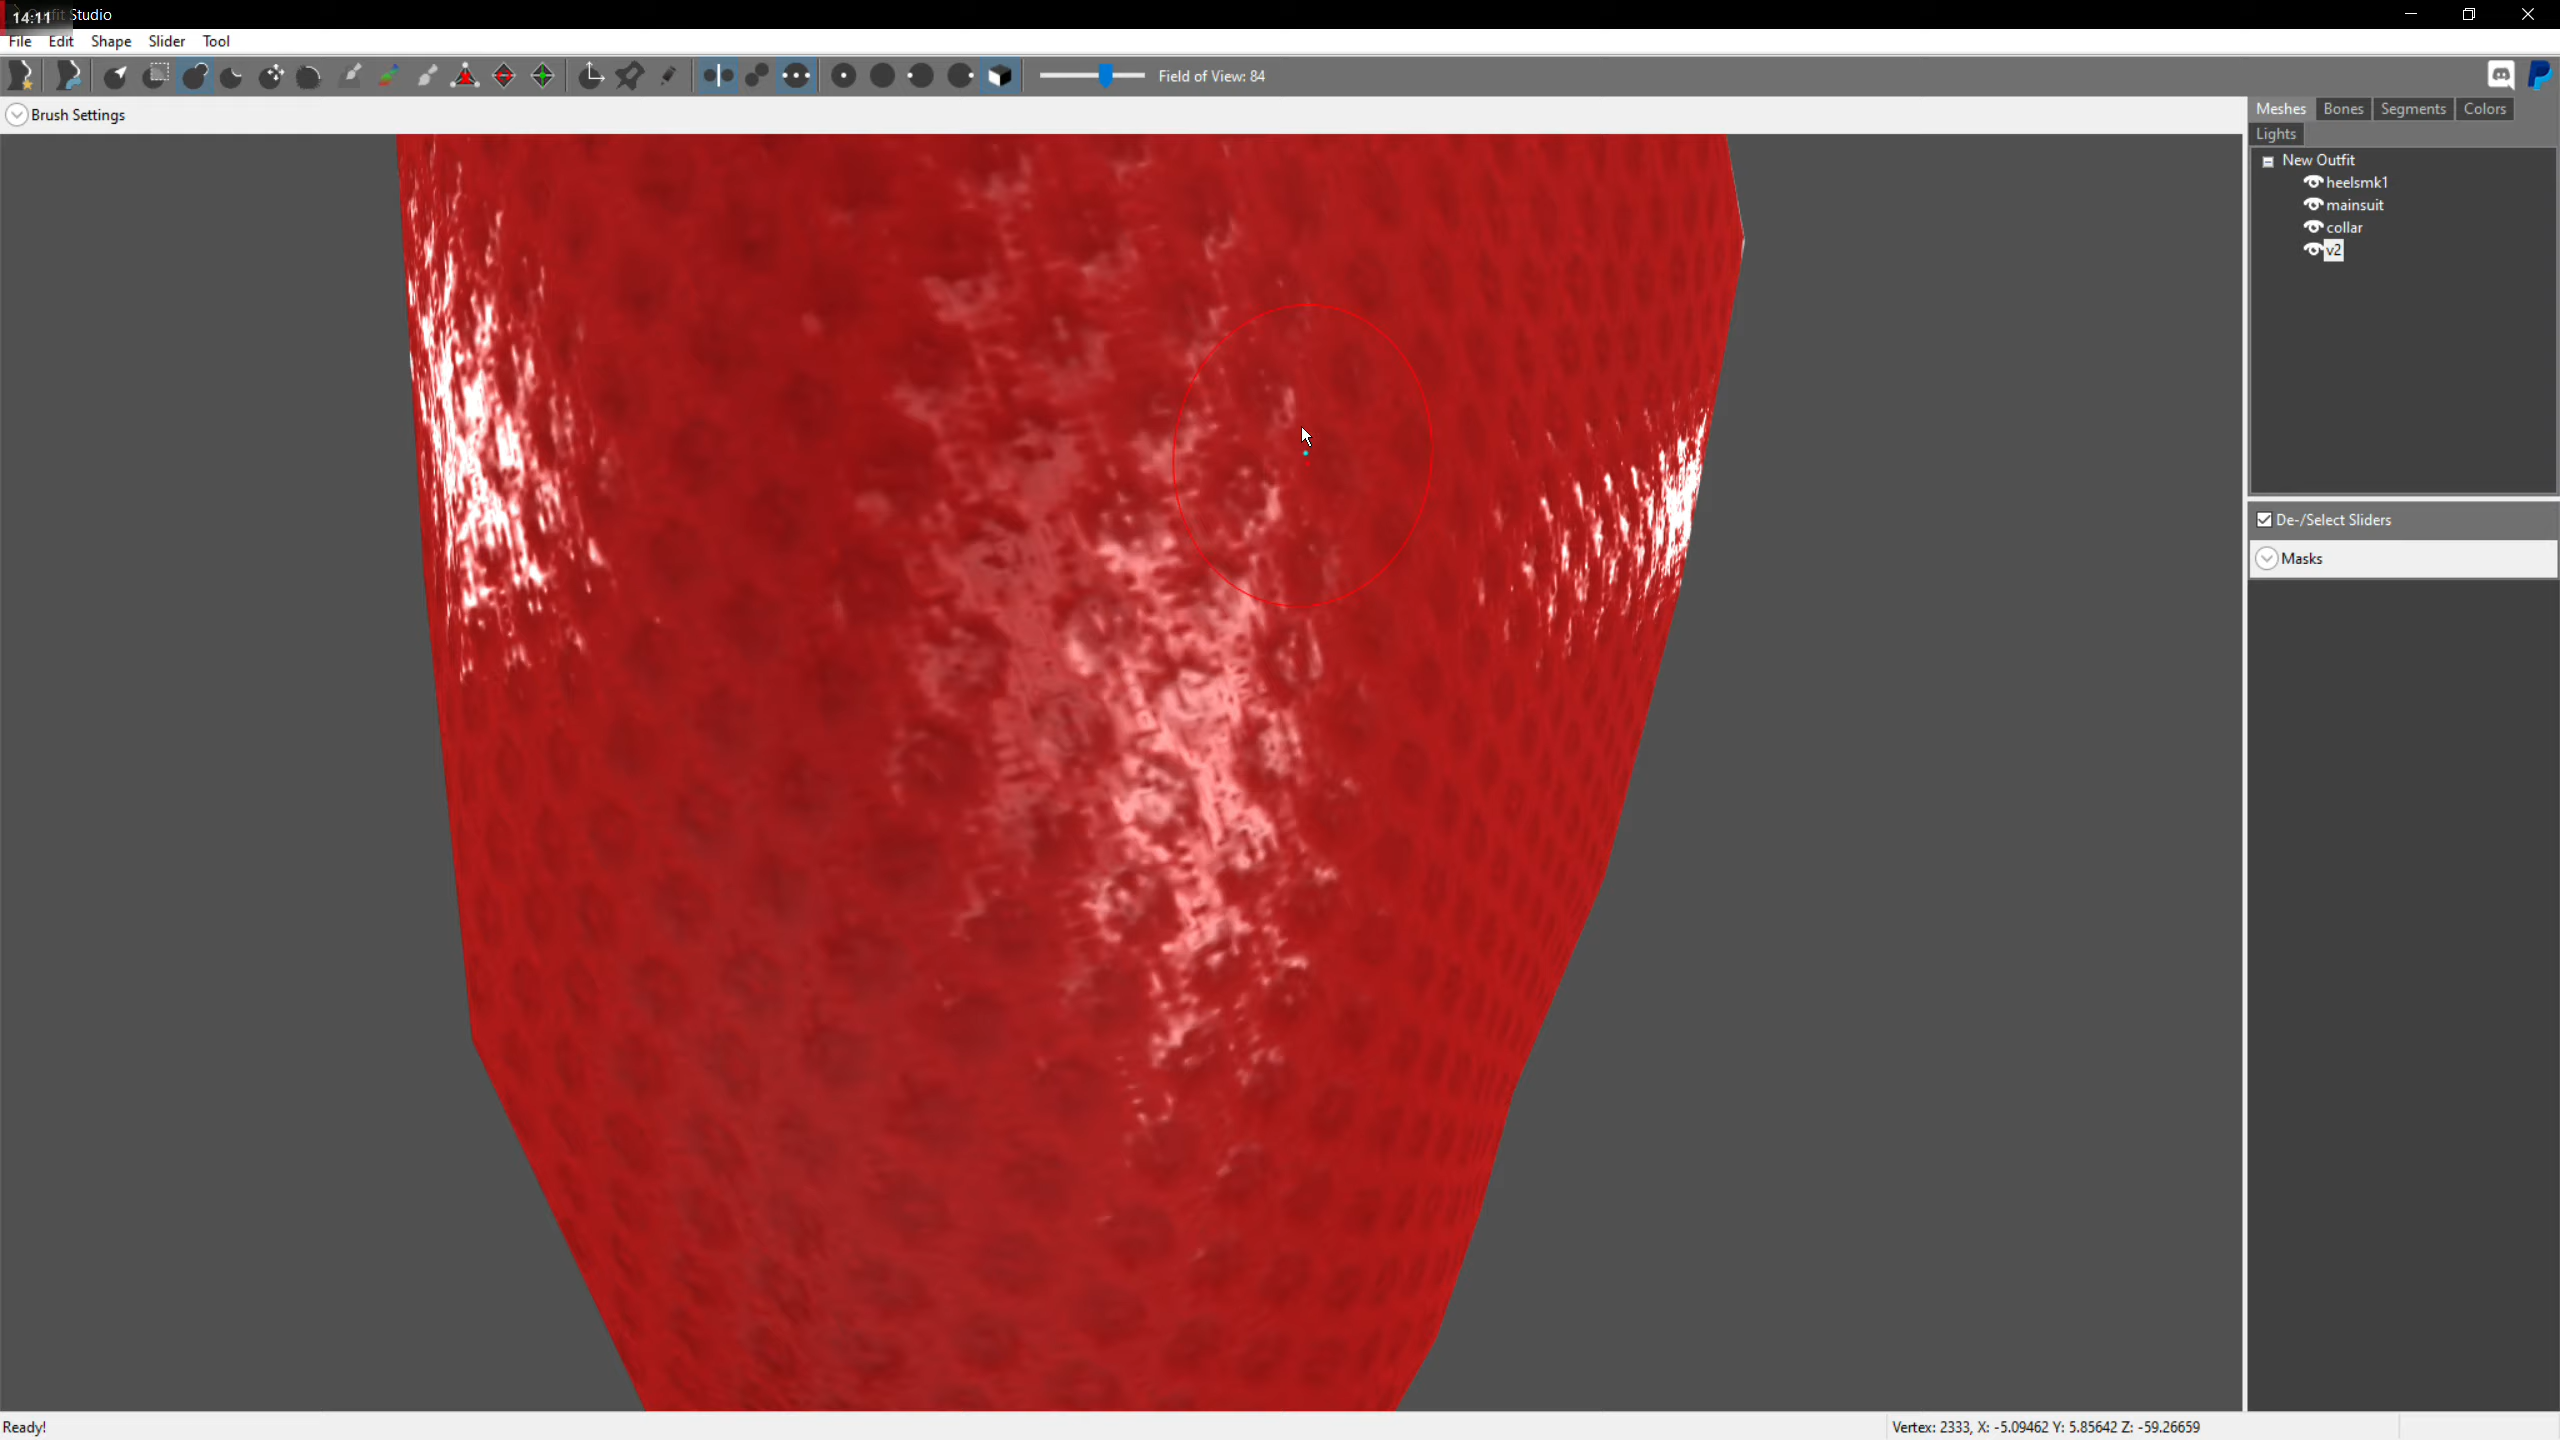 14:11
Studio
File Edit Shape Slider Tool
Field of View: 84
Brush Settings
Meshes Bones Segments Colors
Lights
New Outfit
heelsmk1
mainsuit
collar
v2
De-/Select Sliders
Masks
Ready!
Vertex: 2333, X: -5.09462 Y: 5.85642 Z: -59.26659